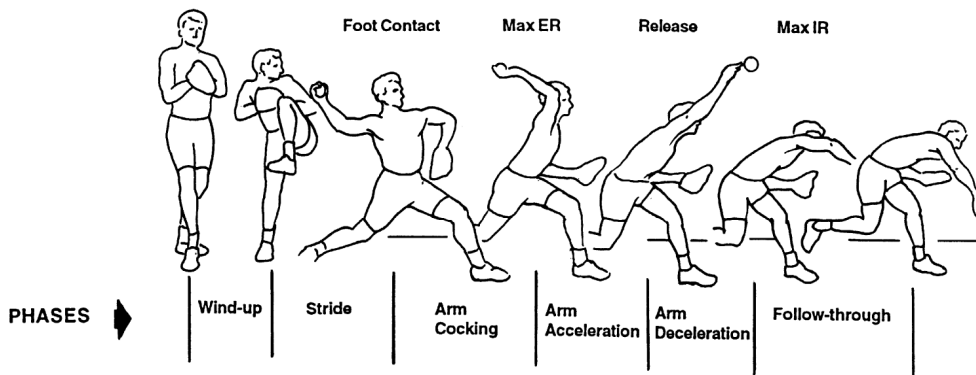 Foot Contact Max ER Release Max IR
PHASES Wind-up Stride Arm Cocking Arm Acceleration Arm Deceleration Follow-through